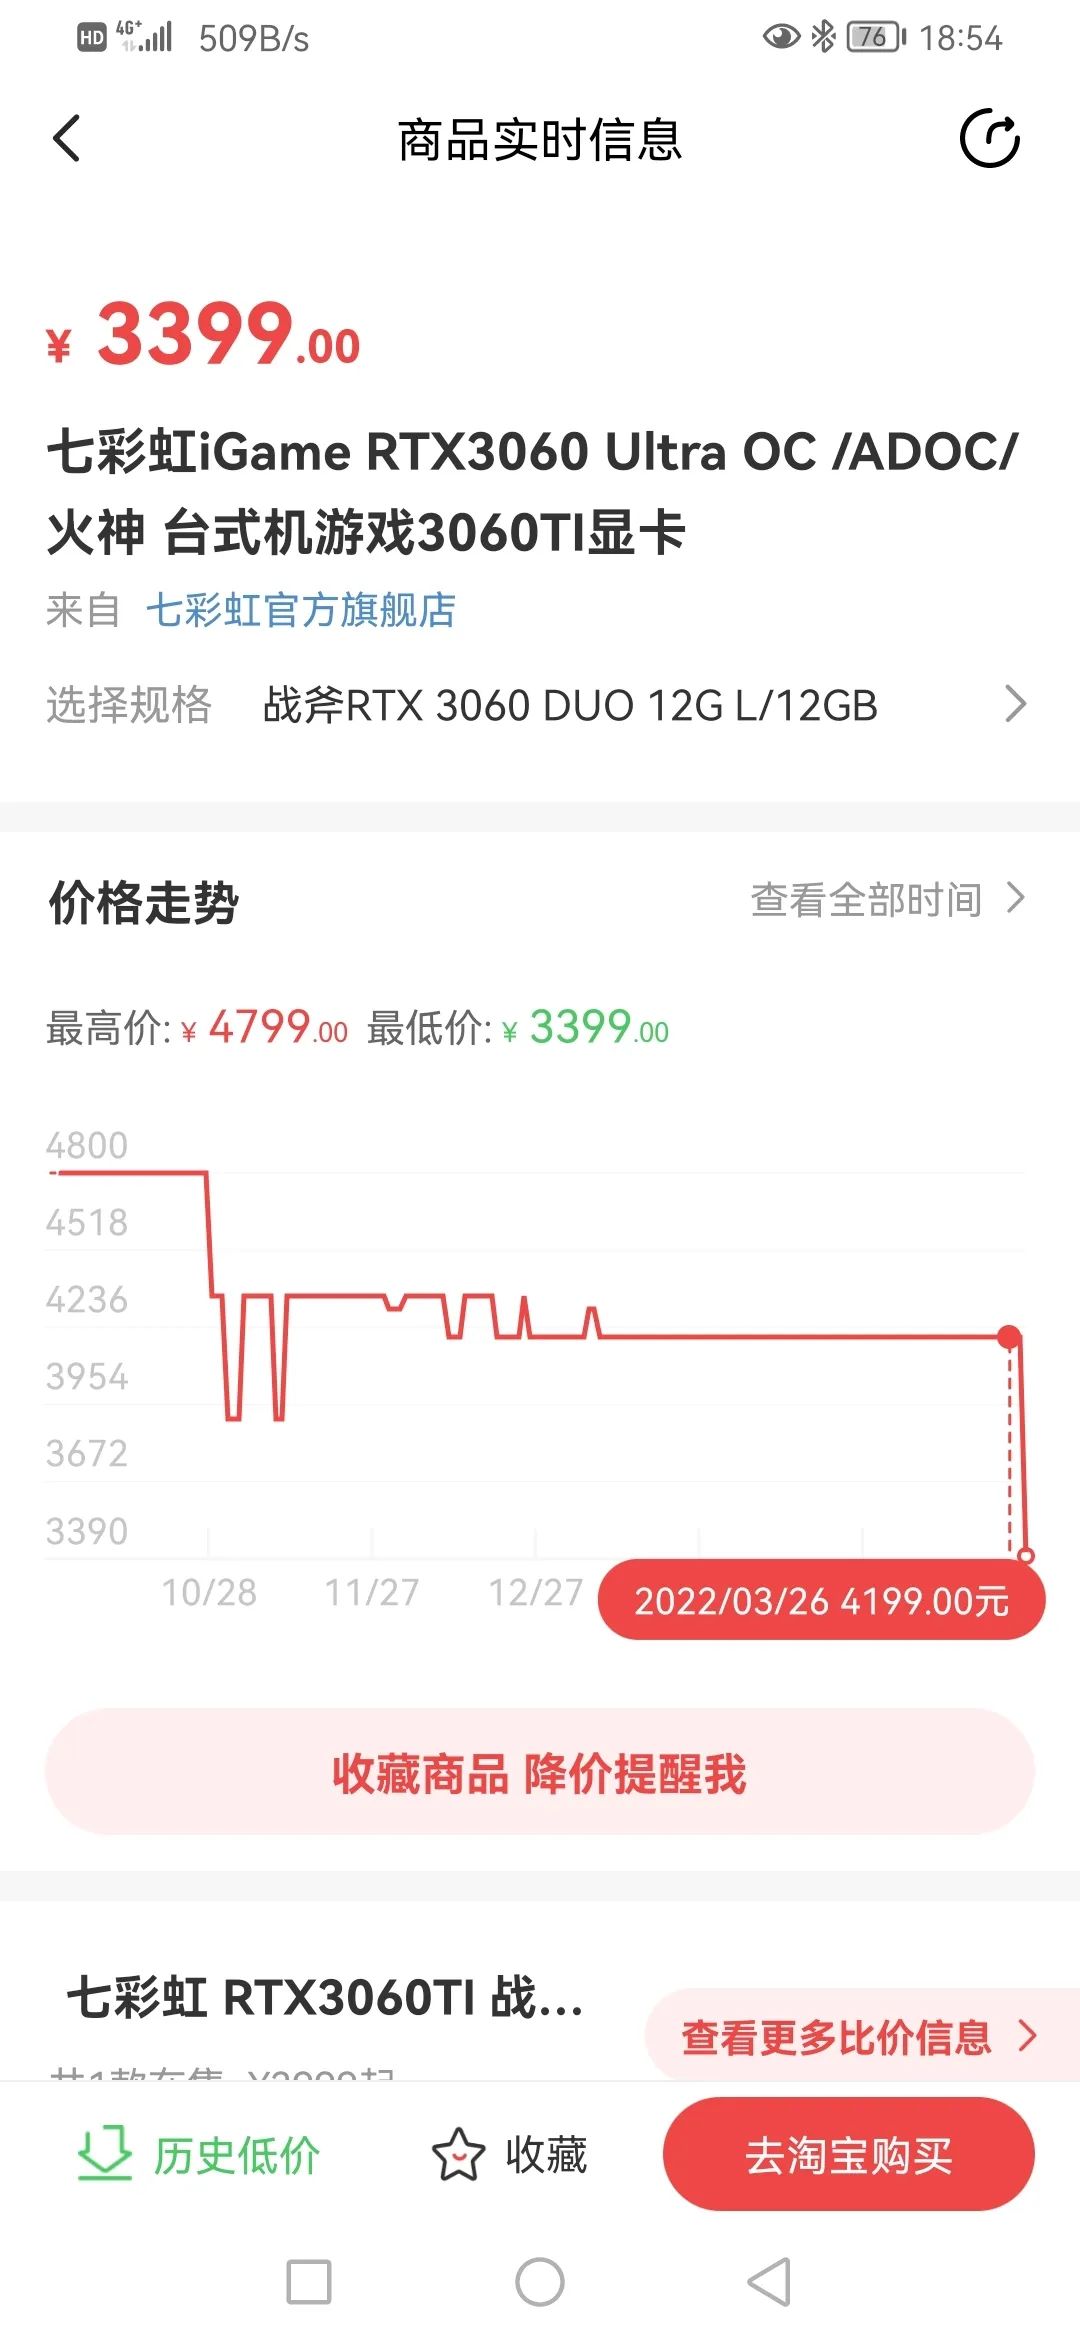 HD 4G+ 509B/s 76 18:54
商品实时信息
¥ 3399.00
七彩虹iGame RTX3060 Ultra OC /ADOC/
火神 台式机游戏3060TI显卡
来自 七彩虹官方旗舰店
选择规格 战斧RTX 3060 DUO 12G L/12GB
价格走势 查看全部时间
最高价: ¥ 4799.00 最低价: ¥ 3399.00
4800
4518
4236
3954
3672
3390
10/28 11/27 12/27
2022/03/26 4199.00元
收藏商品 降价提醒我
七彩虹 RTX3060TI 战...
查看更多比价信息
历史低价 收藏 去淘宝购买